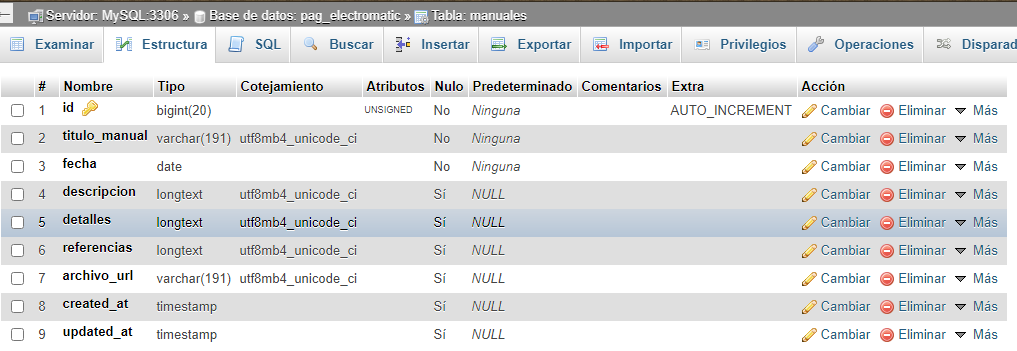 Servidor: MySQL:3306 » Base de datos: pag_electromatic » Tabla: manuales
Examinar Estructura SQL Buscar Insertar Exportar Importar Privilegios Operaciones Disparad
# Nombre Tipo Cotejamiento Atributos Nulo Predeterminado Comentarios Extra Acción
1 id bigint(20) UNSIGNED No Ninguna AUTO_INCREMENT Cambiar Eliminar Más
2 titulo_manual varchar(191) utf8mb4_unicode_ci No Ninguna Cambiar Eliminar Más
3 fecha date No Ninguna Cambiar Eliminar Más
4 descripcion longtext utf8mb4_unicode_ci Sí NULL Cambiar Eliminar Más
5 detalles longtext utf8mb4_unicode_ci Sí NULL Cambiar Eliminar Más
6 referencias longtext utf8mb4_unicode_ci Sí NULL Cambiar Eliminar Más
7 archivo_url varchar(191) utf8mb4_unicode_ci Sí NULL Cambiar Eliminar Más
8 created_at timestamp Sí NULL Cambiar Eliminar Más
9 updated_at timestamp Sí NULL Cambiar Eliminar Más